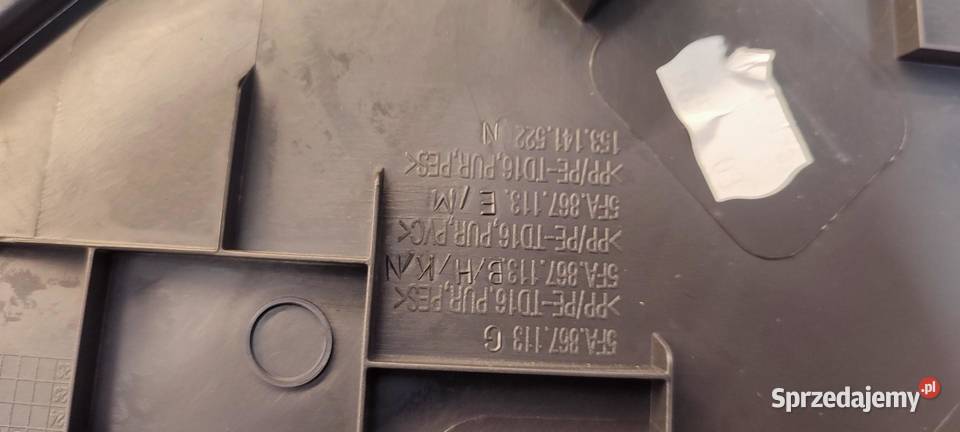 5FA.867.113 G
>PP/PE-TD16,PUR,PES<
5FA.867.113 B/H/K/N
>PP/PE-TD16,PUR,PVC<
5FA.867.113. E/M
>PP/PE-TD16,PUR,PES<
153.141.522 N
Sprzedajemy.pl